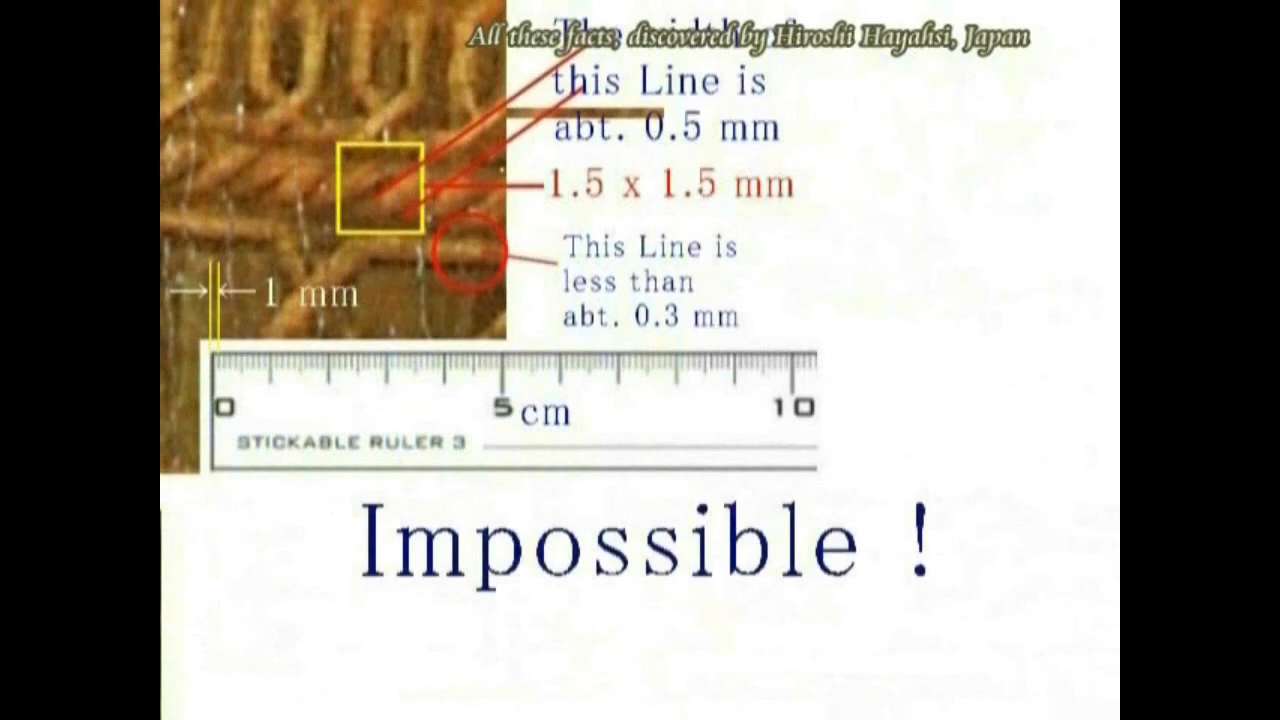 All these facts, discovered by Hiroshi Hayahsi, Japan
this Line is
abt. 0.5 mm
1.5 x 1.5 mm
This Line is
less than
abt. 0.3 mm
1 mm
0 5 cm 10
STICKABLE RULER 3
Impossible !